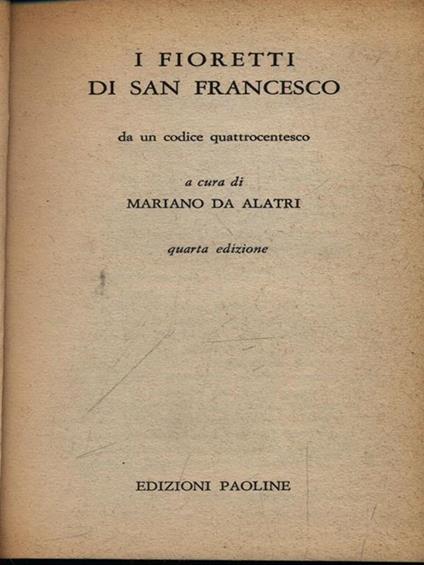 I FIORETTI
DI SAN FRANCESCO
da un codice quattrocentesco
a cura di
MARIANO DA ALATRI
quarta edizione
EDIZIONI PAOLINE